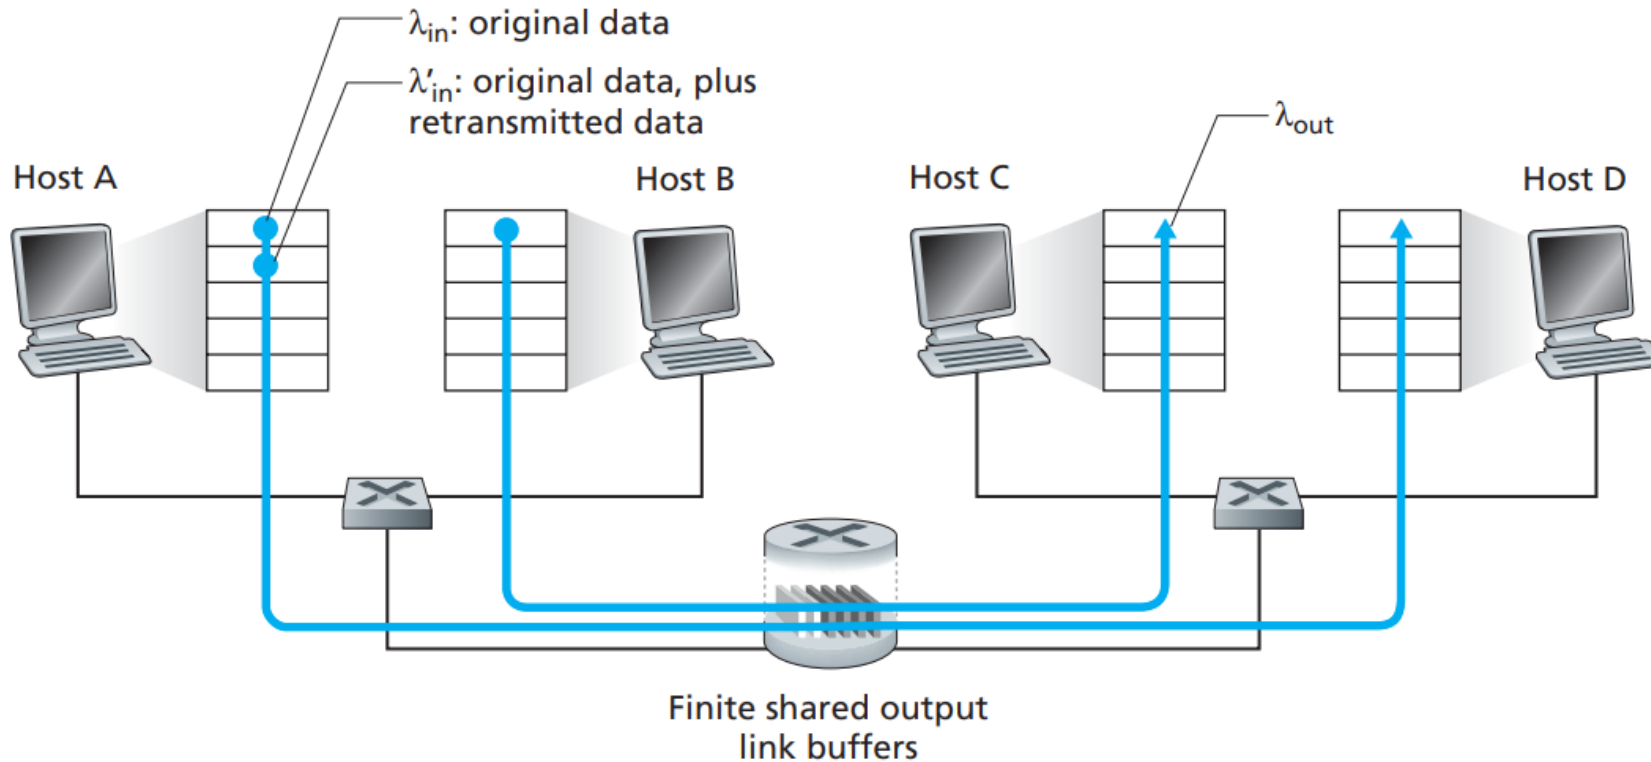 λin: original data
λ′in: original data, plus
retransmitted data
λout
Host A
Host B
Host C
Host D
Finite shared output
link buffers